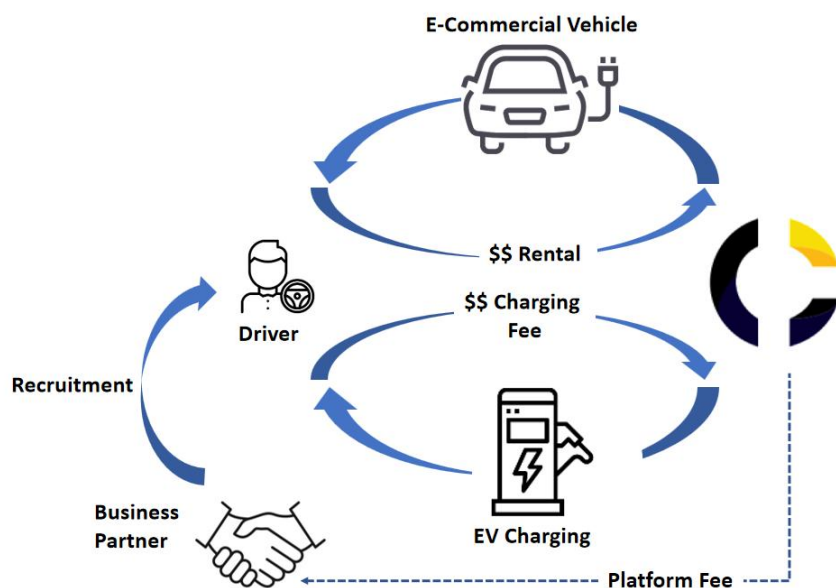 E-Commercial Vehicle
$$ Rental
$$ Charging
Fee
Driver
Recruitment
Business
Partner
EV Charging
Platform Fee